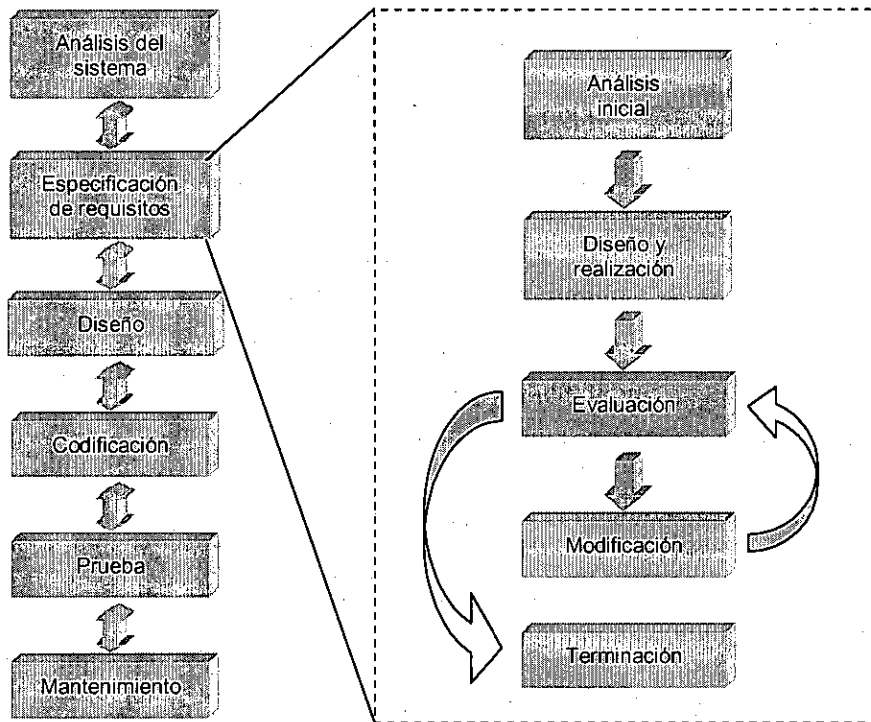 Análisis del
sistema
Especificación
de requisitos
Diseño
Codificación
Prueba
Mantenimiento
Análisis
inicial
Diseño y
realización
Evaluación
Modificación
Terminación